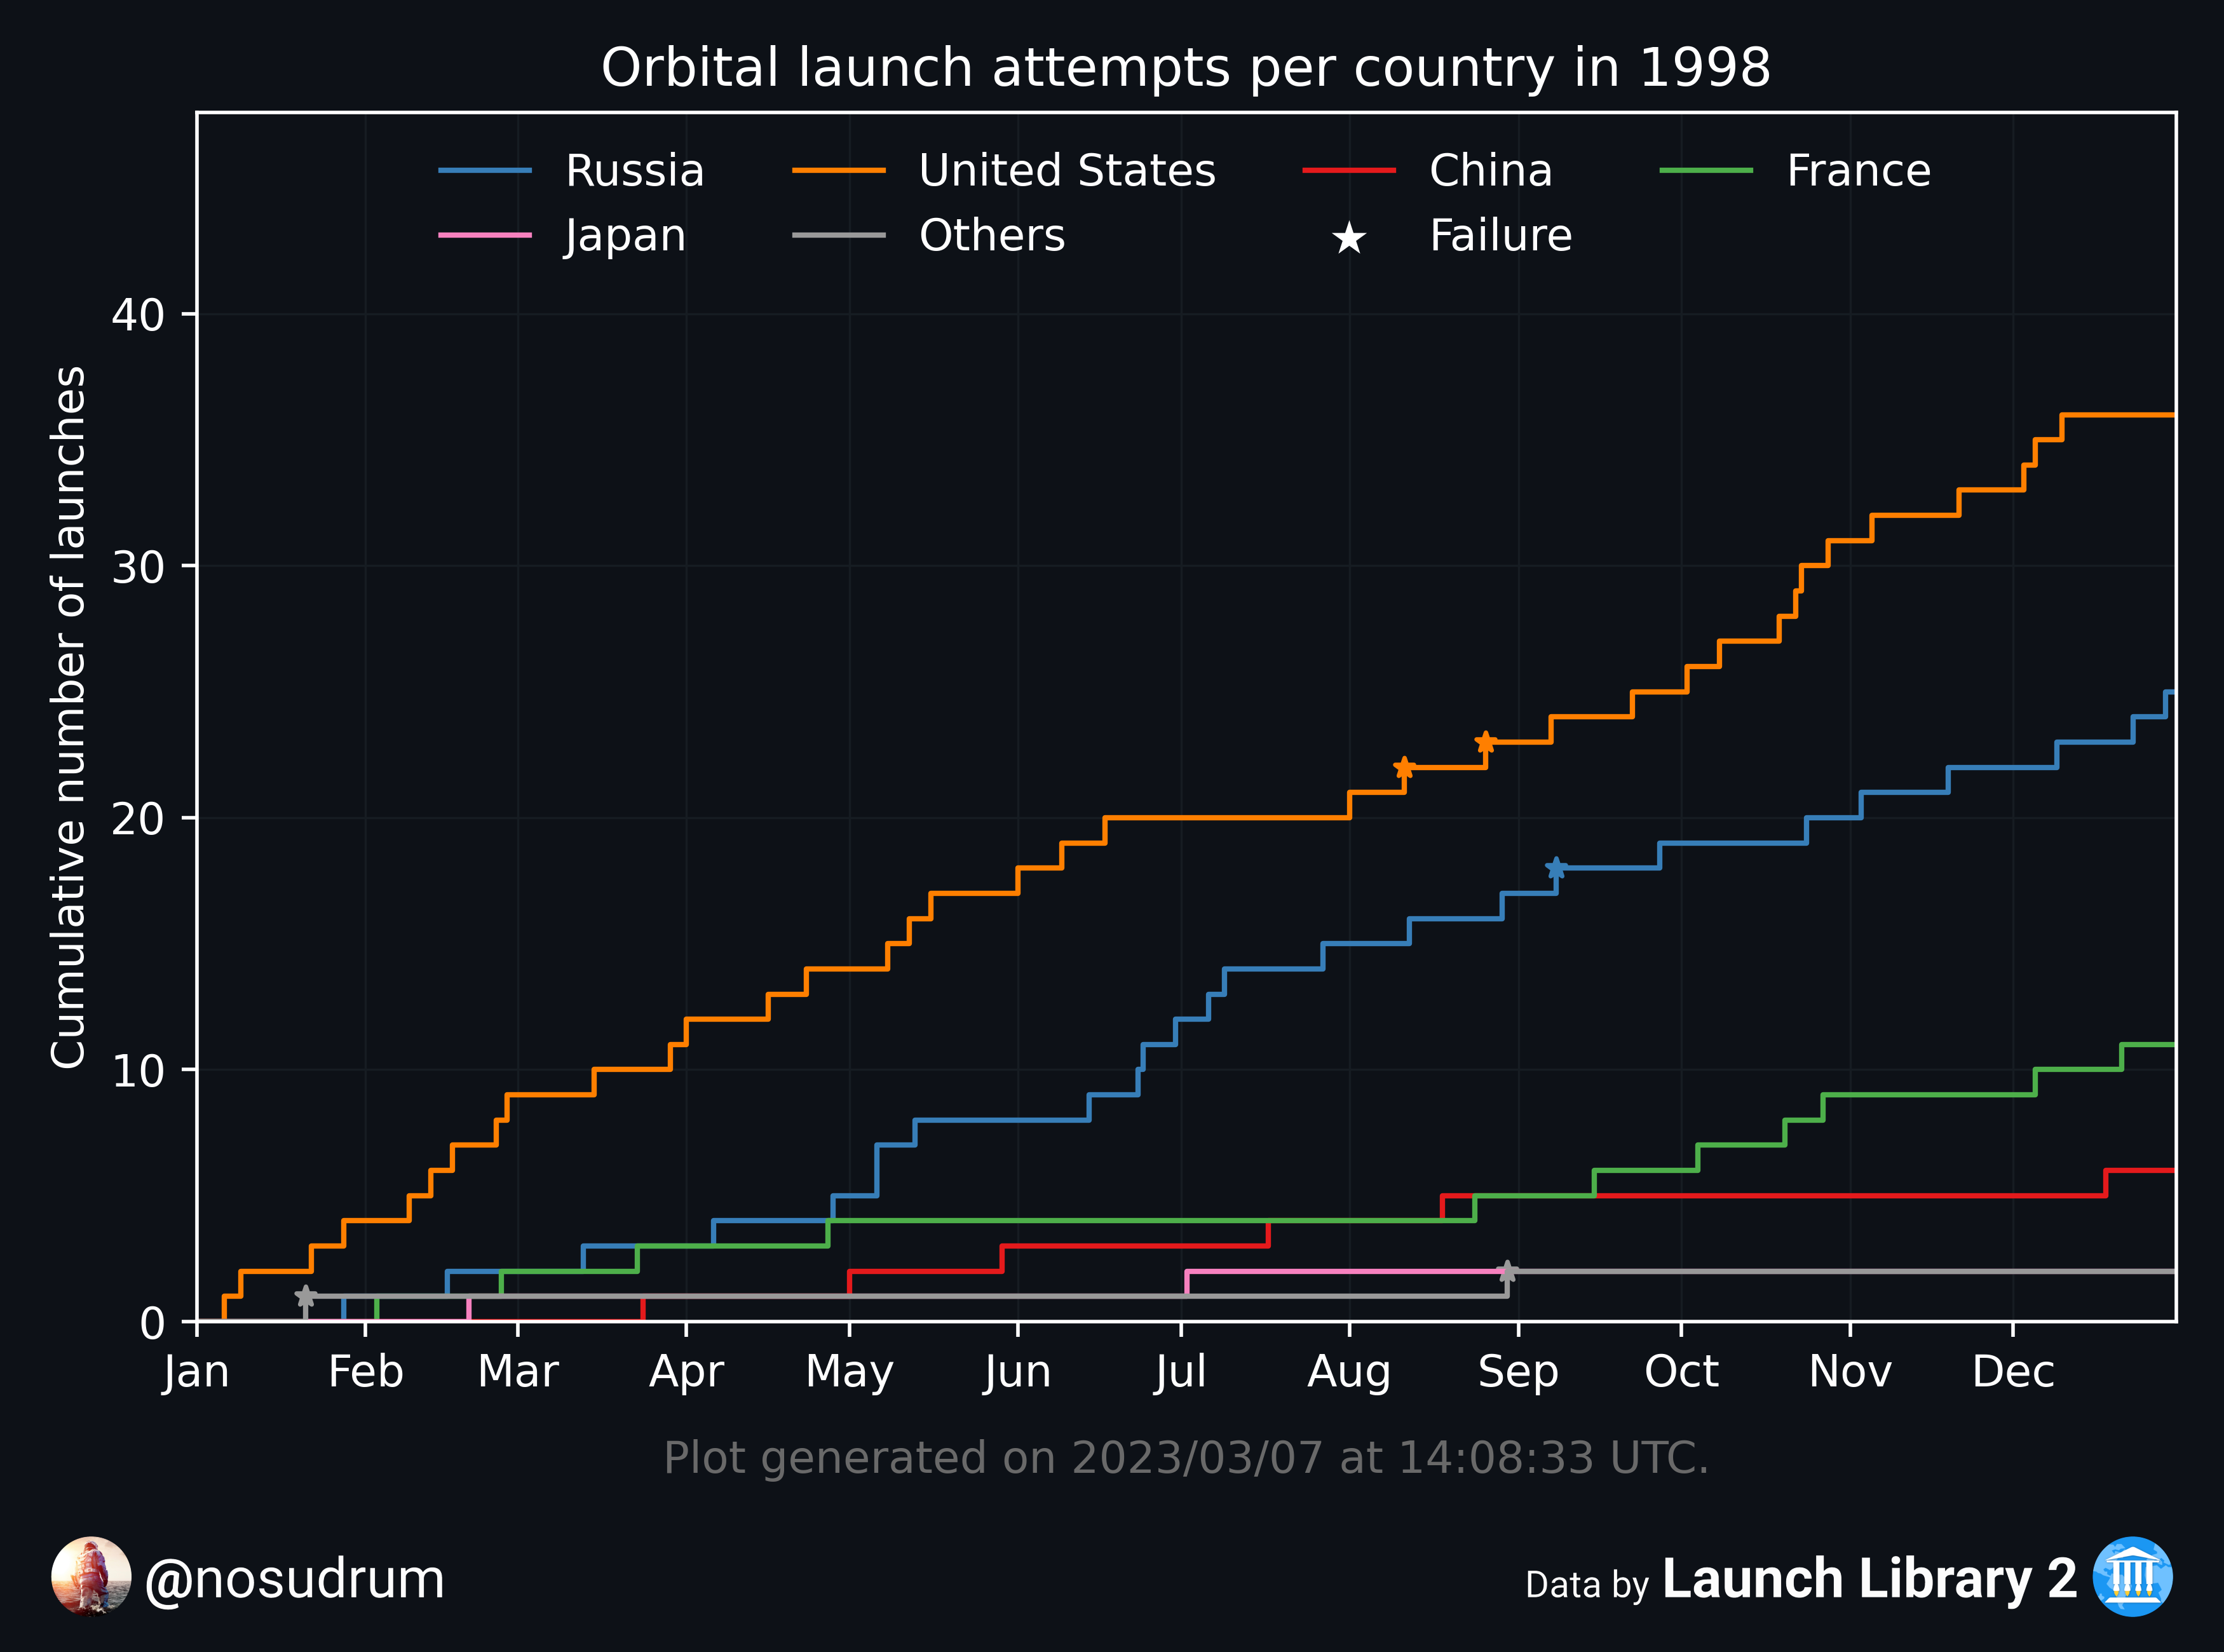 Orbital launch attempts per country in 1998
Russia United States China France
Japan Others Failure
Cumulative number of launches
40
30
20
10
0
Jan Feb Mar Apr May Jun Jul Aug Sep Oct Nov Dec
Plot generated on 2023/03/07 at 14:08:33 UTC.
@nosudrum
Data by Launch Library 2